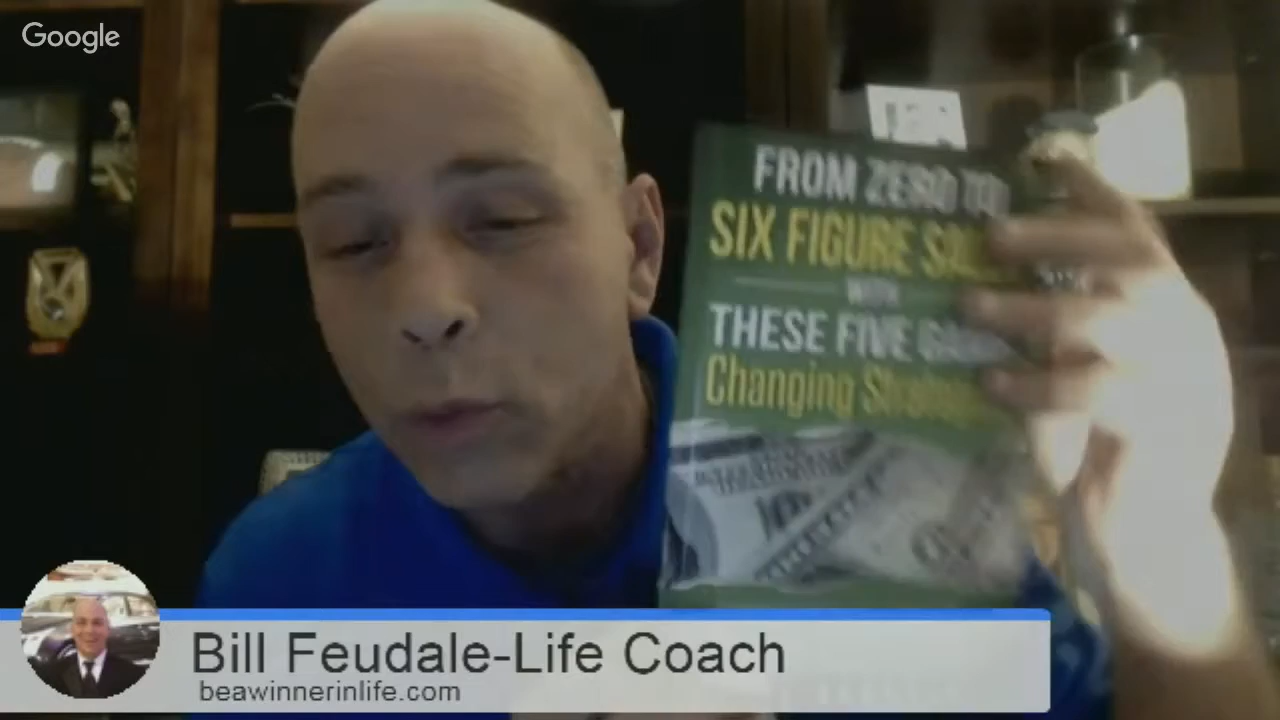 Google
FROM ZERO TO
SIX FIGURE
WITH
THESE FIVE
Changing
Bill Feudale-Life Coach
beawinnerinlife.com